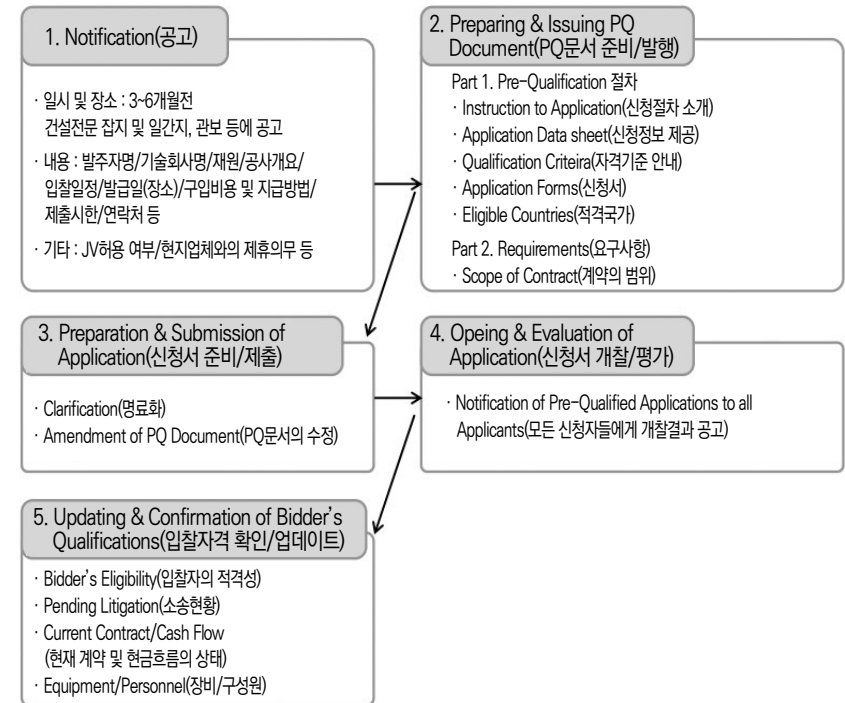 1. Notification(공고)
· 일시 및 장소 : 3~6개월전
건설전문 잡지 및 일간지, 관보 등에 공고
· 내용 : 발주자명/기술회사명/재원/공사개요/
입찰일정/발급일(장소)/구입비용 및 지급방법/
제출시한/연락처 등
· 기타 : JV허용 여부/현지업체와의 제휴의무 등
2. Preparing & Issuing PQ
Document(PQ문서 준비/발행)
Part 1. Pre-Qualification 절차
· Instruction to Application(신청절차 소개)
· Application Data sheet(신청정보 제공)
· Qualification Criteira(자격기준 안내)
· Application Forms(신청서)
· Eligible Countries(적격국가)
Part 2. Requirements(요구사항)
· Scope of Contract(계약의 범위)
3. Preparation & Submission of
Application(신청서 준비/제출)
· Clarification(명료화)
· Amendment of PQ Document(PQ문서의 수정)
4. Opeing & Evaluation of
Application(신청서 개찰/평가)
· Notification of Pre-Qualified Applications to all
Applicants(모든 신청자들에게 개찰결과 공고)
5. Updating & Confirmation of Bidder's
Qualifications(입찰자격 확인/업데이트)
· Bidder's Eligibility(입찰자의 적격성)
· Pending Litigation(소송현황)
· Current Contract/Cash Flow
(현재 계약 및 현금흐름의 상태)
· Equipment/Personnel(장비/구성원)